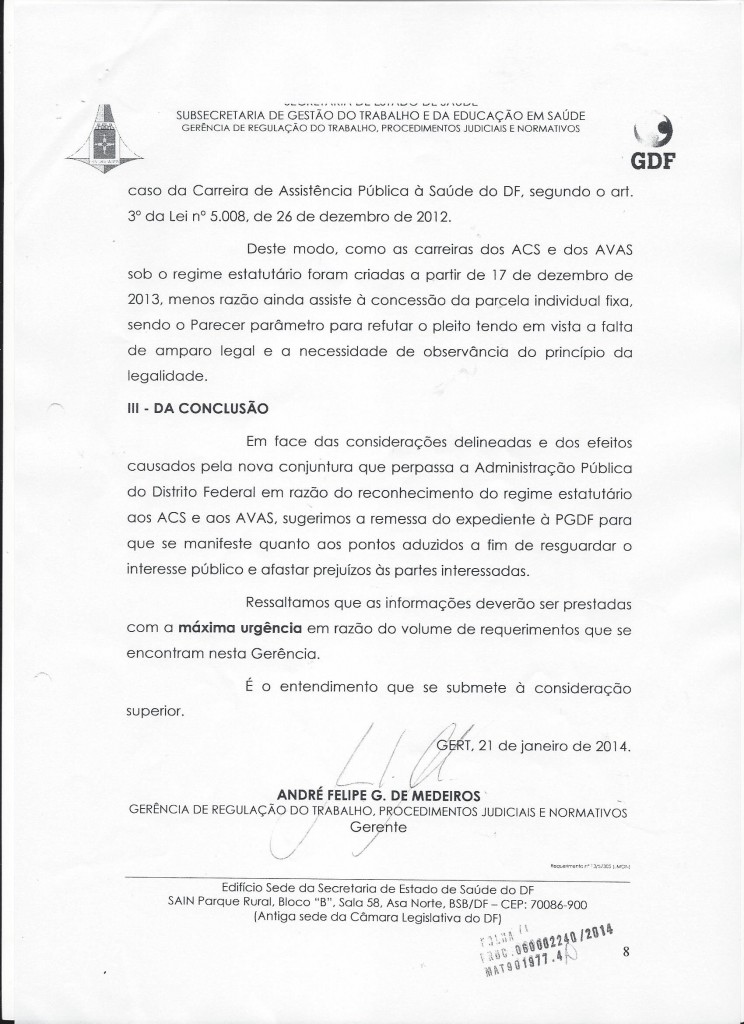 SECRETARIA DE ESTADO DE SAÚDE
SUBSECRETARIA DE GESTÃO DO TRABALHO E DA EDUCAÇÃO EM SAÚDE
GERÊNCIA DE REGULAÇÃO DO TRABALHO, PROCEDIMENTOS JUDICIAIS E NORMATIVOS
GDF
caso da Carreira de Assistência Pública à Saúde do DF, segundo o art.
3º da Lei nº 5.008, de 26 de dezembro de 2012.
Deste modo, como as carreiras dos ACS e dos AVAS
sob o regime estatutário foram criadas a partir de 17 de dezembro de
2013, menos razão ainda assiste à concessão da parcela individual fixa,
sendo o Parecer parâmetro para refutar o pleito tendo em vista a falta
de amparo legal e a necessidade de observância do princípio da
legalidade.
III - DA CONCLUSÃO
Em face das considerações delineadas e dos efeitos
causados pela nova conjuntura que perpassa a Administração Pública
do Distrito Federal em razão do reconhecimento do regime estatutário
aos ACS e aos AVAS, sugerimos a remessa do expediente à PGDF para
que se manifeste quanto aos pontos aduzidos a fim de resguardar o
interesse público e afastar prejuízos às partes interessadas.
Ressaltamos que as informações deverão ser prestadas
com a máxima urgência em razão do volume de requerimentos que se
encontram nesta Gerência.
É o entendimento que se submete à consideração
superior.
GERT, 21 de janeiro de 2014.
ANDRÉ FELIPE G. DE MEDEIROS
GERÊNCIA DE REGULAÇÃO DO TRABALHO, PROCEDIMENTOS JUDICIAIS E NORMATIVOS
Gerente
Requerimento nº
Edifício Sede da Secretaria de Estado de Saúde do DF
SAIN Parque Rural, Bloco "B", Sala 58, Asa Norte, BSB/DF – CEP: 70086-900
(Antiga sede da Câmara Legislativa do DF)
FOLHA 11
PROC.060002240/2014
MAT901977.4
8